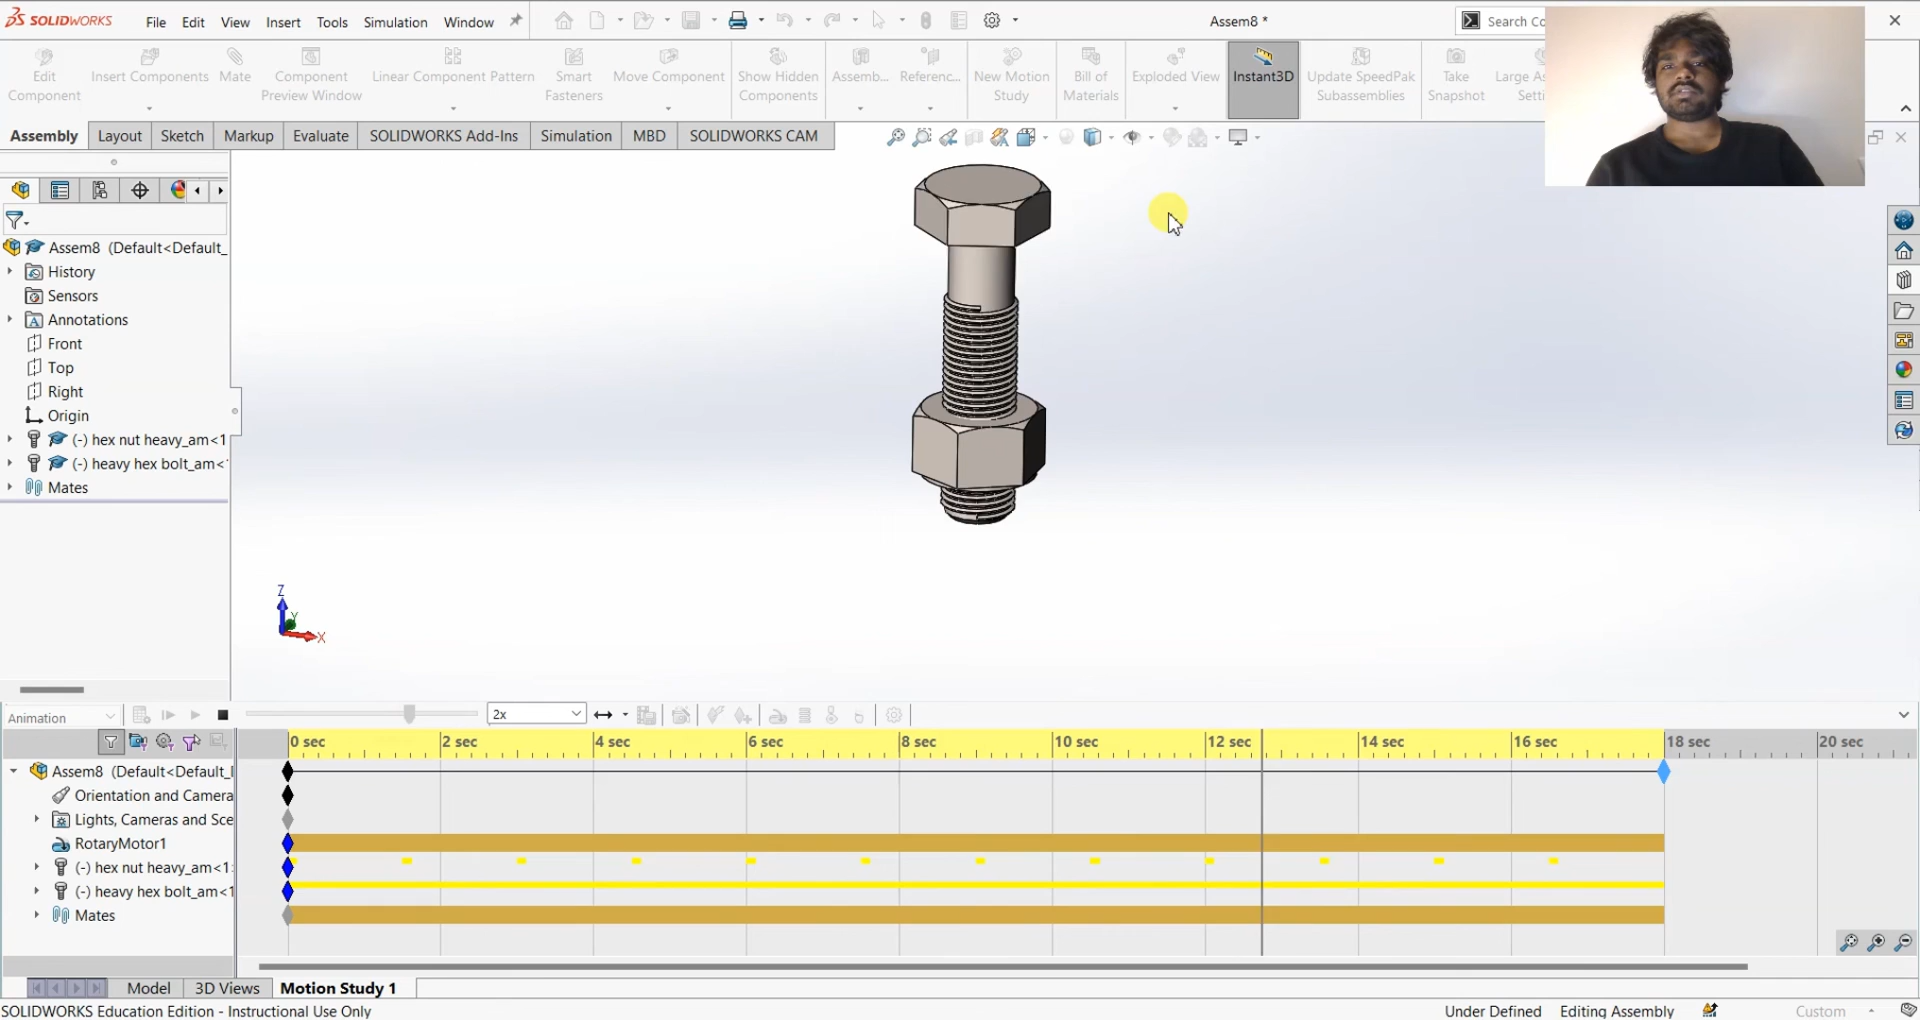 SOLIDWORKS File Edit View Insert Tools Simulation Window Assem8 * Search Co
Edit Component
Insert Components
Mate
Component Preview Window
Linear Component Pattern
Smart Fasteners
Move Component
Show Hidden Components
Assemb...
Referenc...
New Motion Study
Bill of Materials
Exploded View
Instant3D
Update SpeedPak Subassemblies
Take Snapshot
Large As
Setti
Assembly Layout Sketch Markup Evaluate SOLIDWORKS Add-Ins Simulation MBD SOLIDWORKS CAM
Assem8 (Default<Default_
History
Sensors
Annotations
Front
Top
Right
Origin
(-) hex nut heavy_am<1
(-) heavy hex bolt_am<
Mates
Z
Y
X
Animation 2x
0 sec 2 sec 4 sec 6 sec 8 sec 10 sec 12 sec 14 sec 16 sec 18 sec 20 sec
Assem8 (Default<Default_
Orientation and Camera
Lights, Cameras and Sce
RotaryMotor1
(-) hex nut heavy_am<1
(-) heavy hex bolt_am<1
Mates
Model 3D Views Motion Study 1
SOLIDWORKS Education Edition - Instructional Use Only Under Defined Editing Assembly Custom